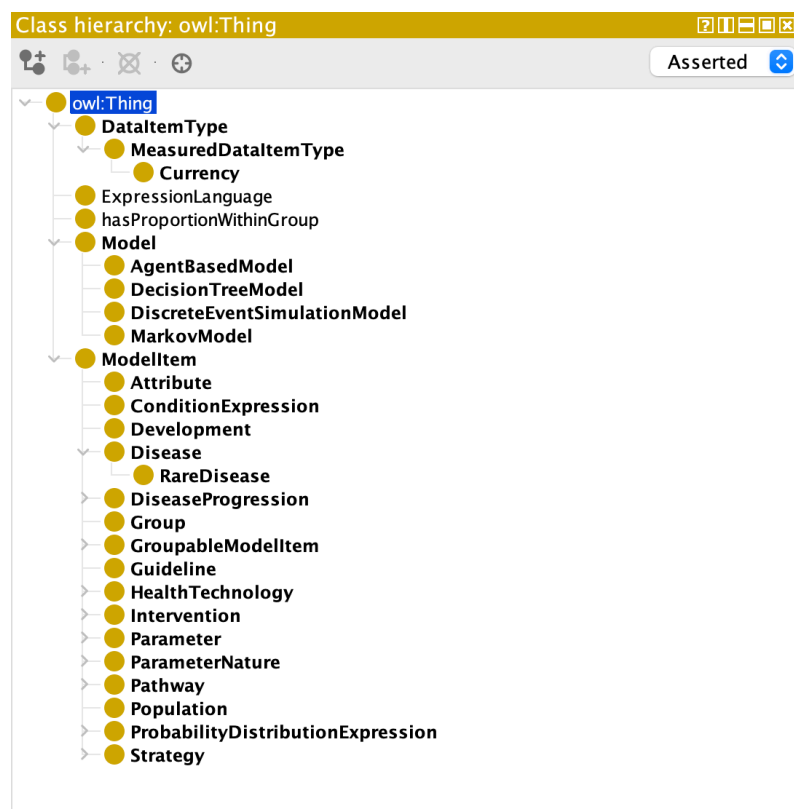 Class hierarchy: owl:Thing
Asserted
owl:Thing
DataItemType
MeasuredDataItemType
Currency
ExpressionLanguage
hasProportionWithinGroup
Model
AgentBasedModel
DecisionTreeModel
DiscreteEventSimulationModel
MarkovModel
ModelItem
Attribute
ConditionExpression
Development
Disease
RareDisease
DiseaseProgression
Group
GroupableModelItem
Guideline
HealthTechnology
Intervention
Parameter
ParameterNature
Pathway
Population
ProbabilityDistributionExpression
Strategy